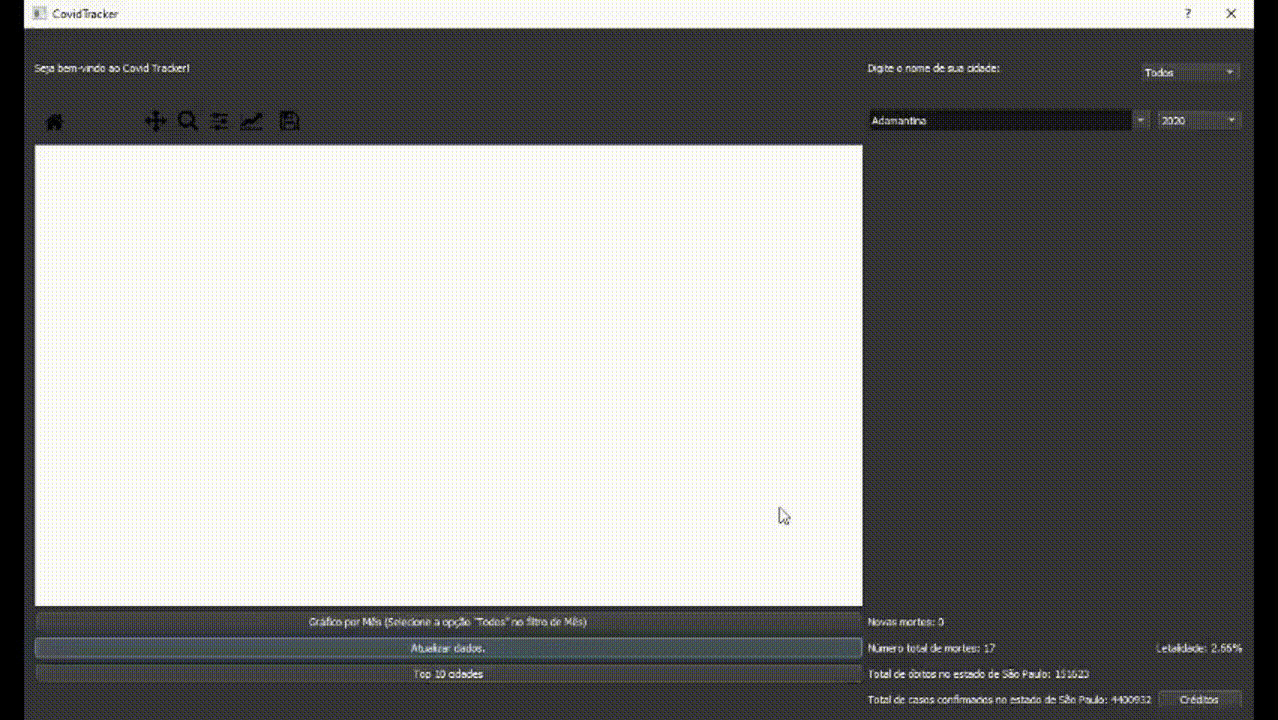 CovidTracker
?
Seja bem-vindo ao Covid Tracker!
Digite o nome de sua cidade:
Todos
Adamantina
2020
Gráfico por Mês (Selecione a opção "Todos" no filtro de Mês)
Novas mortes: 0
Atualizar dados.
Número total de mortes: 17
Letalidade: 2.66%
Top 10 cidades
Total de óbitos no estado de São Paulo: 151623
Total de casos confirmados no estado de São Paulo: 4400932
Créditos